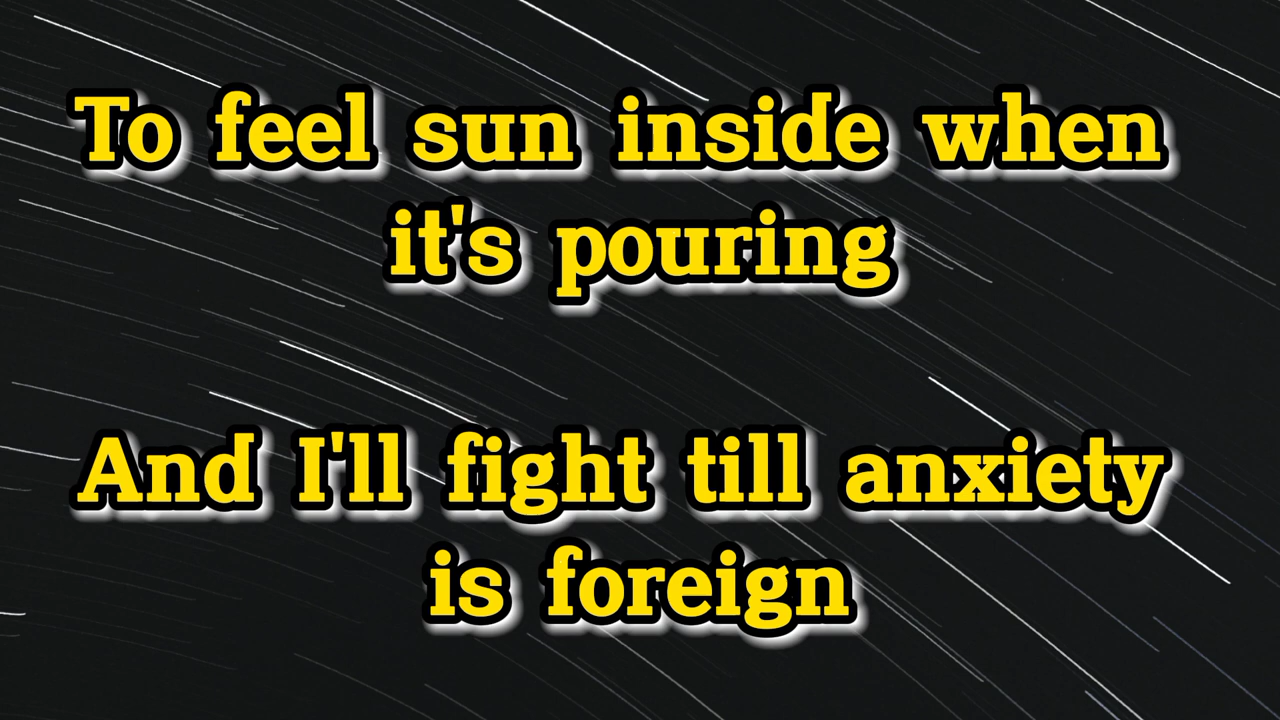 To feel sun inside when
it's pouring
And I'll fight till anxiety
is foreign